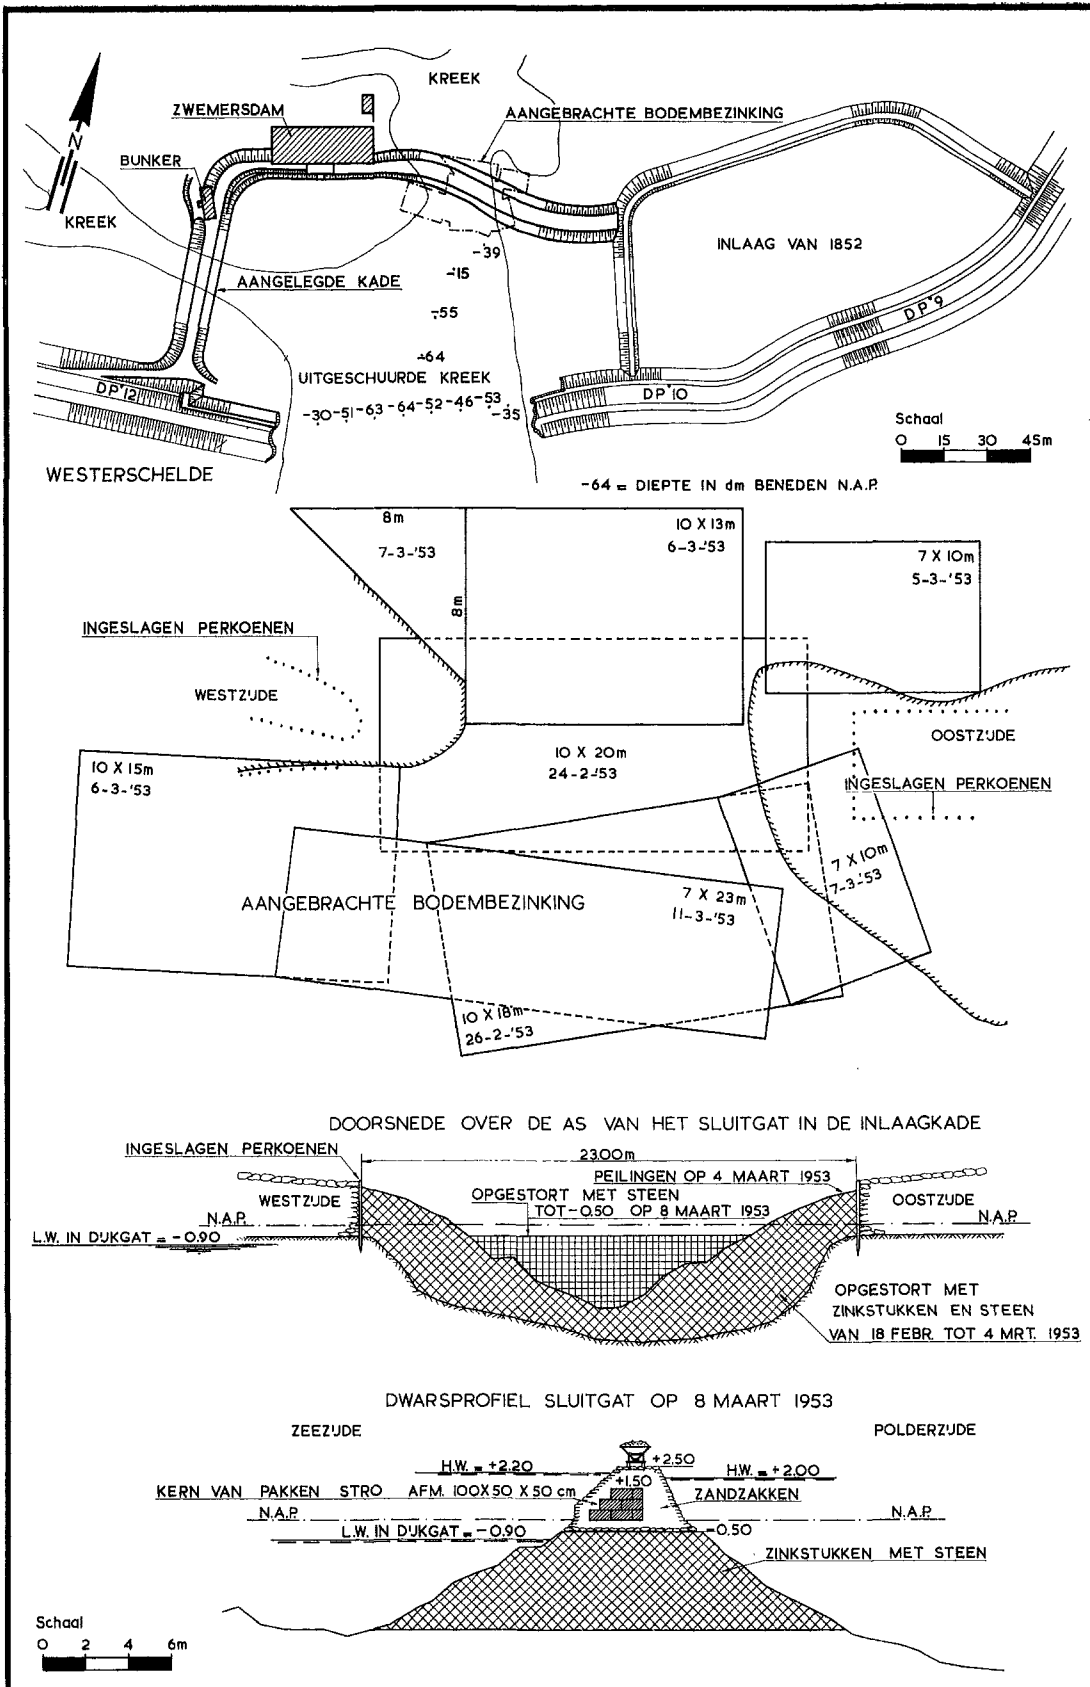 KREEK
ZWEMERSDAM
AANGEBRACHTE BODEMBEZINKING
N
BUNKER
KREEK
INLAAG VAN 1852
-39
-15
AANGELEGDE KADE
-55
DP.9
-64
UITGESCHUURDE KREEK
DP.12
-30 -51 -63 -64 -52 -46 -53 -35
DP.10
Schaal
0 15 30 45m
WESTERSCHELDE
-64 = DIEPTE IN dm BENEDEN N.A.P.
8m
7-3-'53
8m
10 X 13m
6-3-'53
7 X 10m
5-3-'53
INGESLAGEN PERKOENEN
WESTZIJDE
OOSTZIJDE
10 X 15m
6-3-'53
10 X 20m
24-2-'53
INGESLAGEN PERKOENEN
7 X 10m
7-3-'53
AANGEBRACHTE BODEMBEZINKING
7 X 23m
11-3-'53
10 X 18m
26-2-'53
DOORSNEDE OVER DE AS VAN HET SLUITGAT IN DE INLAAGKADE
INGESLAGEN PERKOENEN
23.00m
PEILINGEN OP 4 MAART 1953
WESTZIJDE
OPGESTORT MET STEEN
TOT -0.50 OP 8 MAART 1953
OOSTZIJDE
N.A.P.
N.A.P.
L.W. IN DIJKGAT = -0.90
OPGESTORT MET
ZINKSTUKKEN EN STEEN
VAN 18 FEBR. TOT 4 MRT. 1953
DWARSPROFIEL SLUITGAT OP 8 MAART 1953
ZEEZIJDE
POLDERZIJDE
+2.50
H.W. = +2.20
H.W. = +2.00
+1.50
KERN VAN PAKKEN STRO AFM. 100X50 X 50 cm
ZANDZAKKEN
N.A.P.
N.A.P.
L.W. IN DIJKGAT = -0.90
-0.50
ZINKSTUKKEN MET STEEN
Schaal
0 2 4 6m